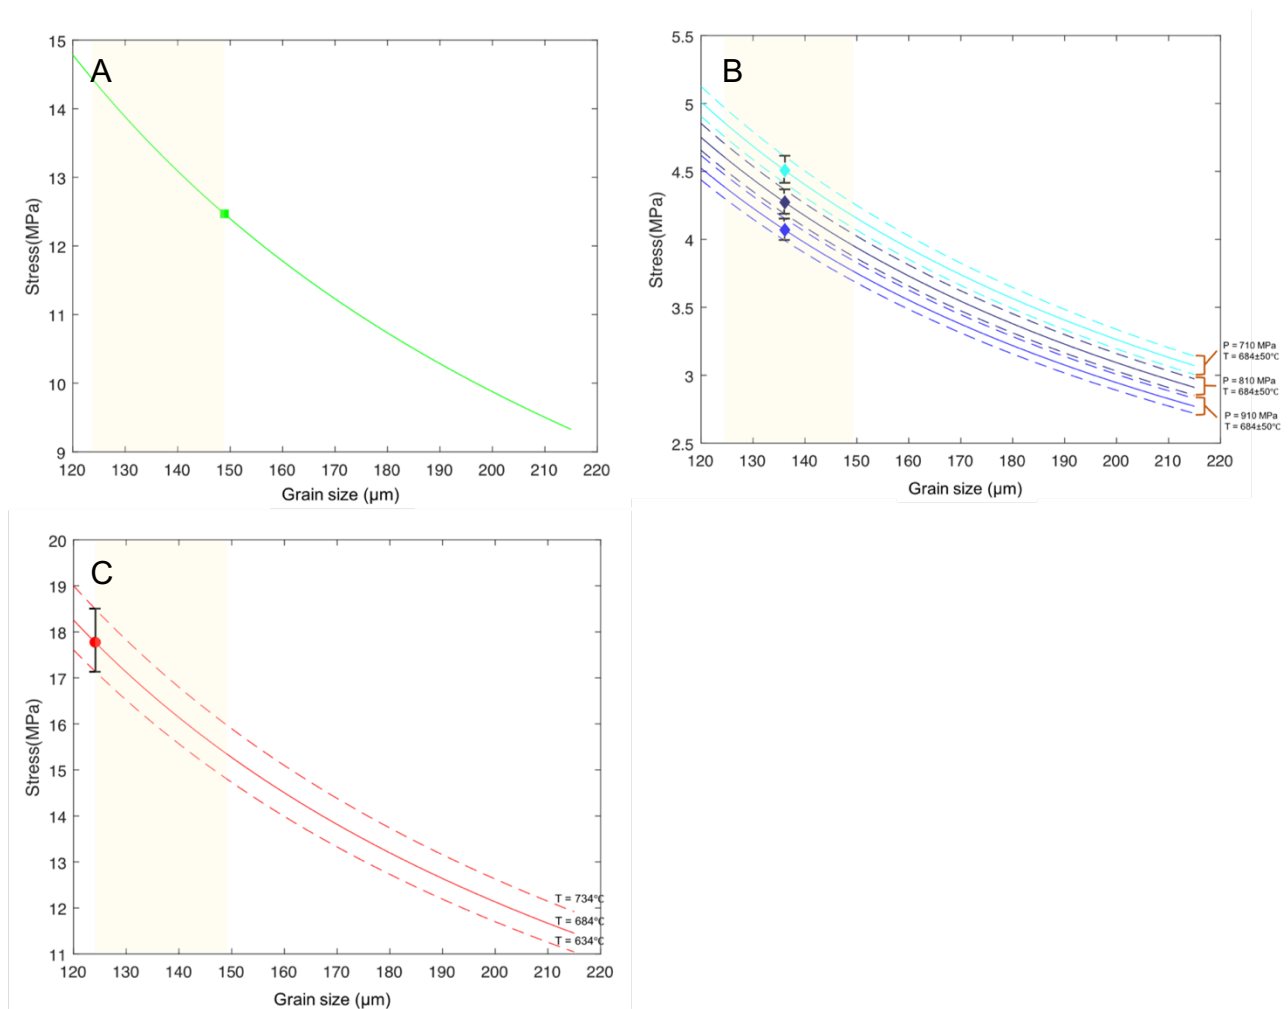 A
15
14
13
12
11
10
9
Stress(MPa)
120 130 140 150 160 170 180 190 200 210 220
Grain size (μm)
B
5.5
5
4.5
4
3.5
3
2.5
Stress(MPa)
P = 710 MPa
T = 684±50°C
P = 810 MPa
T = 684±50°C
P = 910 MPa
T = 684±50°C
120 130 140 150 160 170 180 190 200 210 220
Grain size (μm)
C
20
19
18
17
16
15
14
13
12
11
Stress(MPa)
T = 734°C
T = 684°C
T = 634°C
120 130 140 150 160 170 180 190 200 210 220
Grain size (μm)